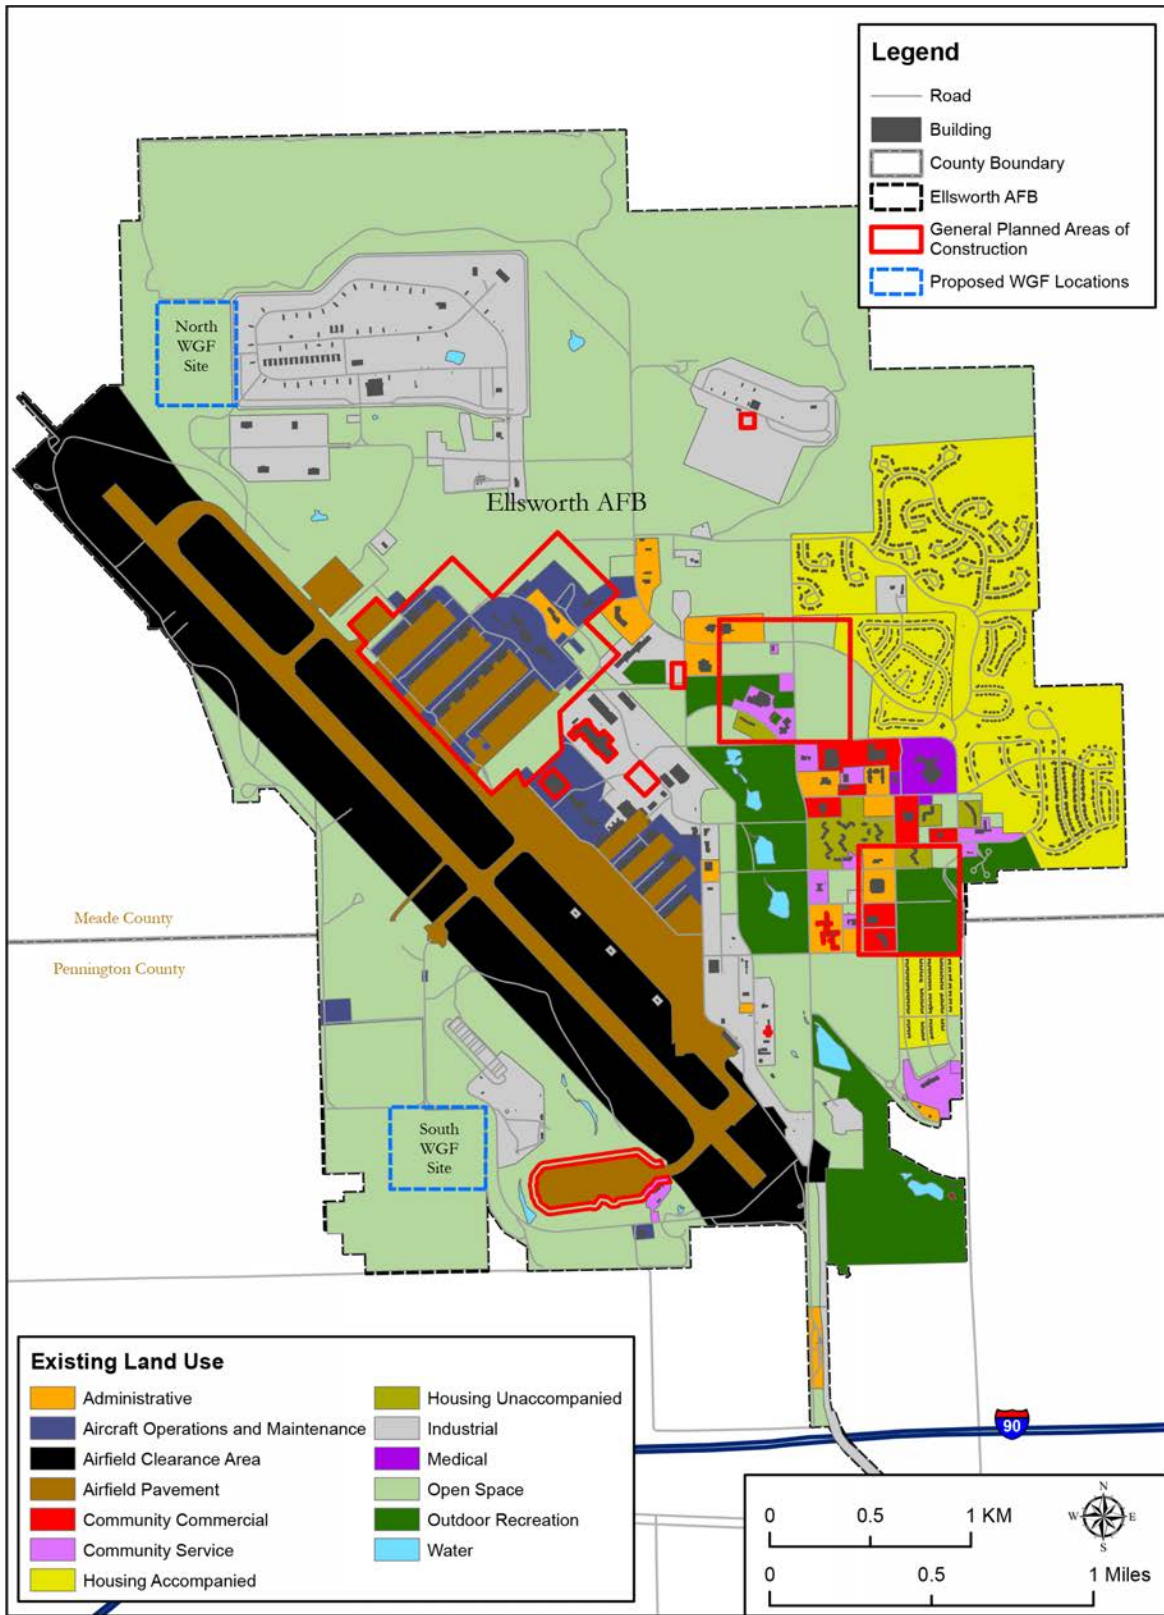 Legend
Road
Building
County Boundary
Ellsworth AFB
General Planned Areas of
Construction
Proposed WGF Locations
North
WGF
Site
Ellsworth AFB
Meade County
Pennington County
South
WGF
Site
Existing Land Use
Administrative
Aircraft Operations and Maintenance
Airfield Clearance Area
Airfield Pavement
Community Commercial
Community Service
Housing Accompanied
Housing Unaccompanied
Industrial
Medical
Open Space
Outdoor Recreation
Water
90
N
W E
S
0 0.5 1 KM
0 0.5 1 Miles